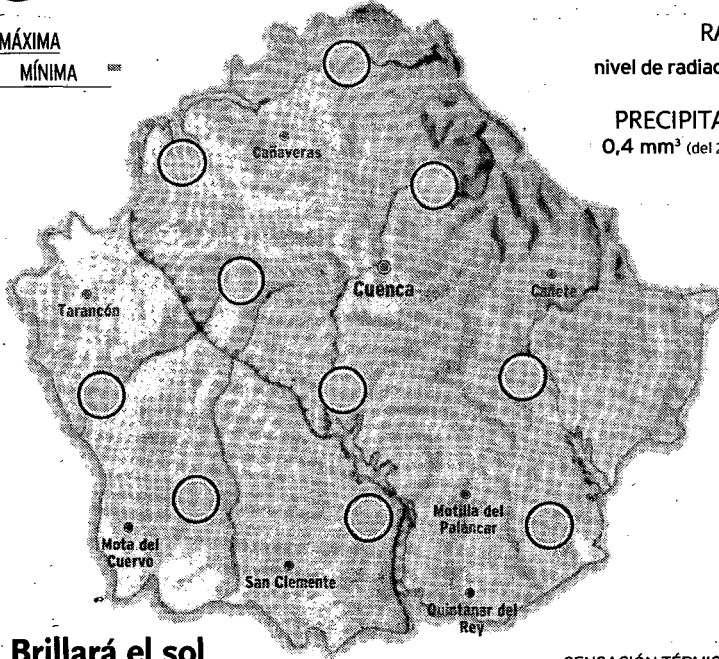 MÁXIMA
MÍNIMA
nivel de radiac
PRECIPITA
0,4 mm³ (del
Cañaveras
Cuenca
Cañete
Tarancón
Mota del
Cuervo
San Clemente
Motilla del
Palancar
Quintanar del
Rey
Brillará el sol